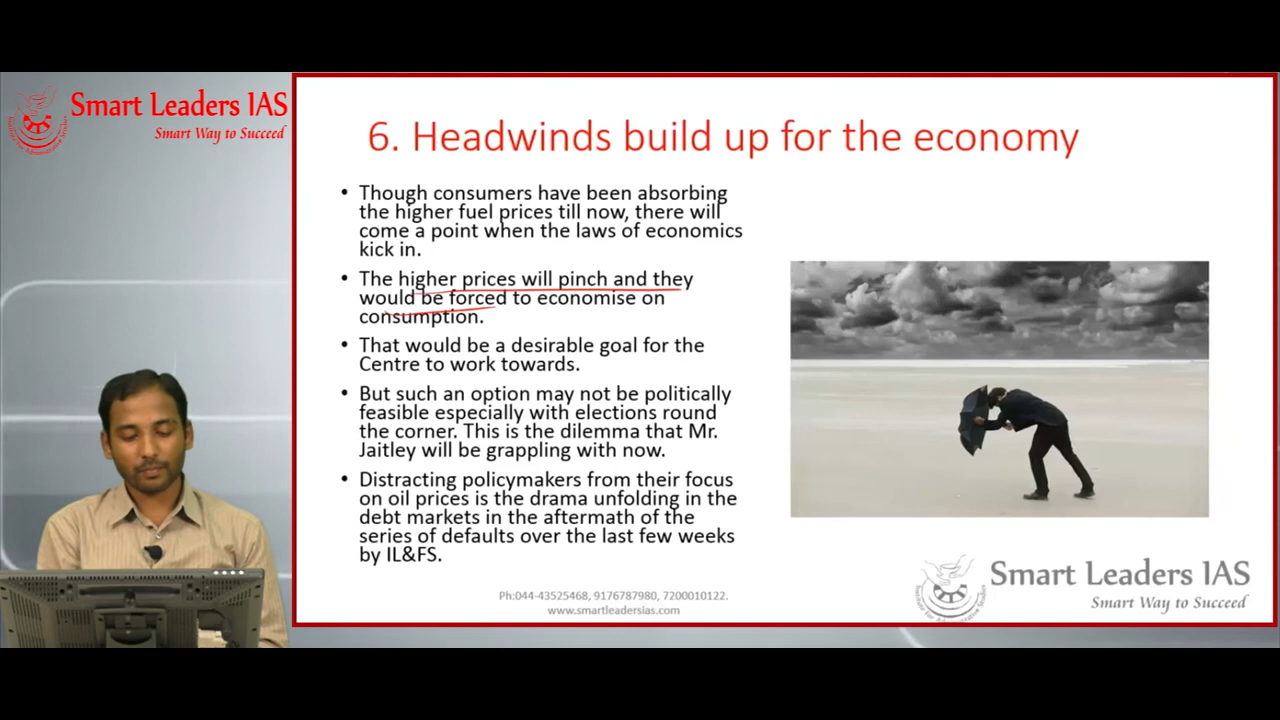 Smart Leaders IAS
Smart Way to Succeed
6. Headwinds build up for the economy
• Though consumers have been absorbing
the higher fuel prices till now, there will
come a point when the laws of economics
kick in.
• The higher prices will pinch and they
would be forced to economise on
consumption.
• That would be a desirable goal for the
Centre to work towards.
• But such an option may not be politically
feasible especially with elections round
the corner. This is the dilemma that Mr.
Jaitley will be grappling with now.
• Distracting policymakers from their focus
on oil prices is the drama unfolding in the
debt markets in the aftermath of the
series of defaults over the last few weeks
by IL&FS.
Ph:044-43525468, 9176787980, 7200010122.
www.smartleadersias.com
Smart Leaders IAS
Smart Way to Succeed